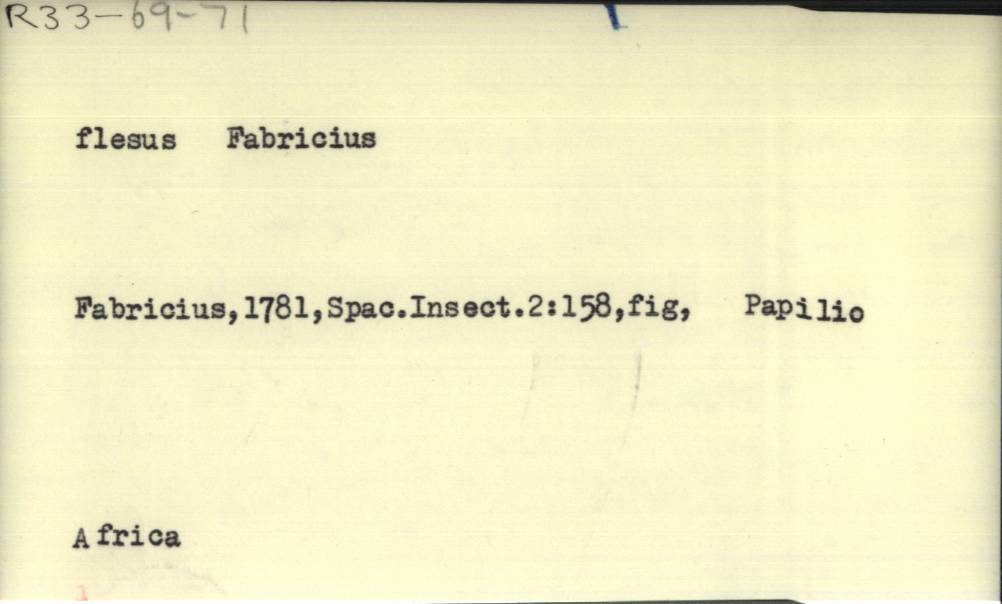 R33-69-71
flesus Fabricius
Fabricius,1781,Spac.Insect.2:158,fig, Papilio
Africa